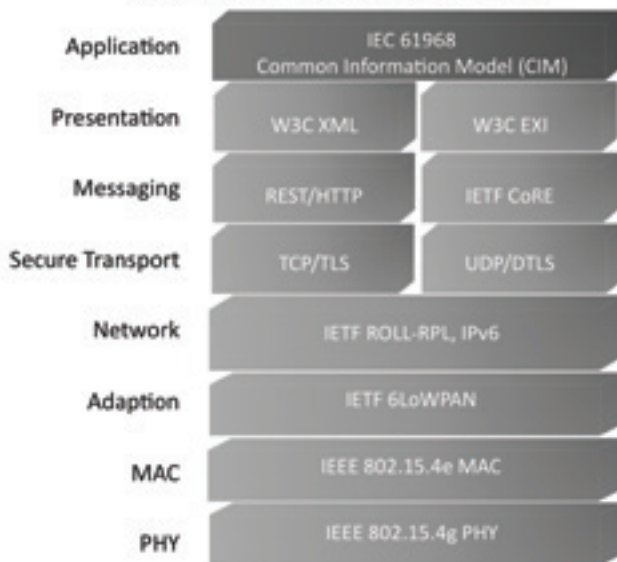 Application
IEC 61968
Common Information Model (CIM)
Presentation
W3C XML
W3C EXI
Messaging
REST/HTTP
IETF CoRE
Secure Transport
TCP/TLS
UDP/DTLS
Network
IETF ROLL-RPL, IPv6
Adaption
IETF 6LoWPAN
MAC
IEEE 802.15.4e MAC
PHY
IEEE 802.15.4g PHY